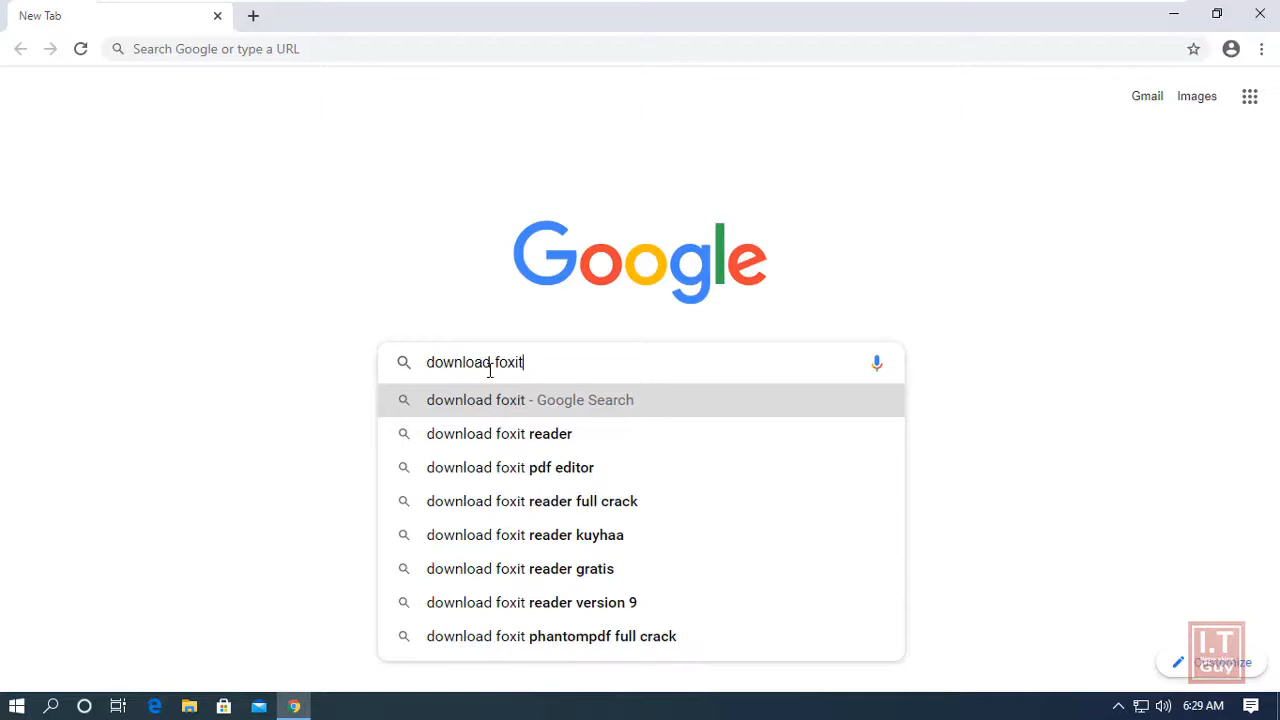 New Tab
Search Google or type a URL
Gmail Images
Google
download foxit
download foxit - Google Search
download foxit reader
download foxit pdf editor
download foxit reader full crack
download foxit reader kuyhaa
download foxit reader gratis
download foxit reader version 9
download foxit phantompdf full crack
I.T
Guy
Customize
6:29 AM